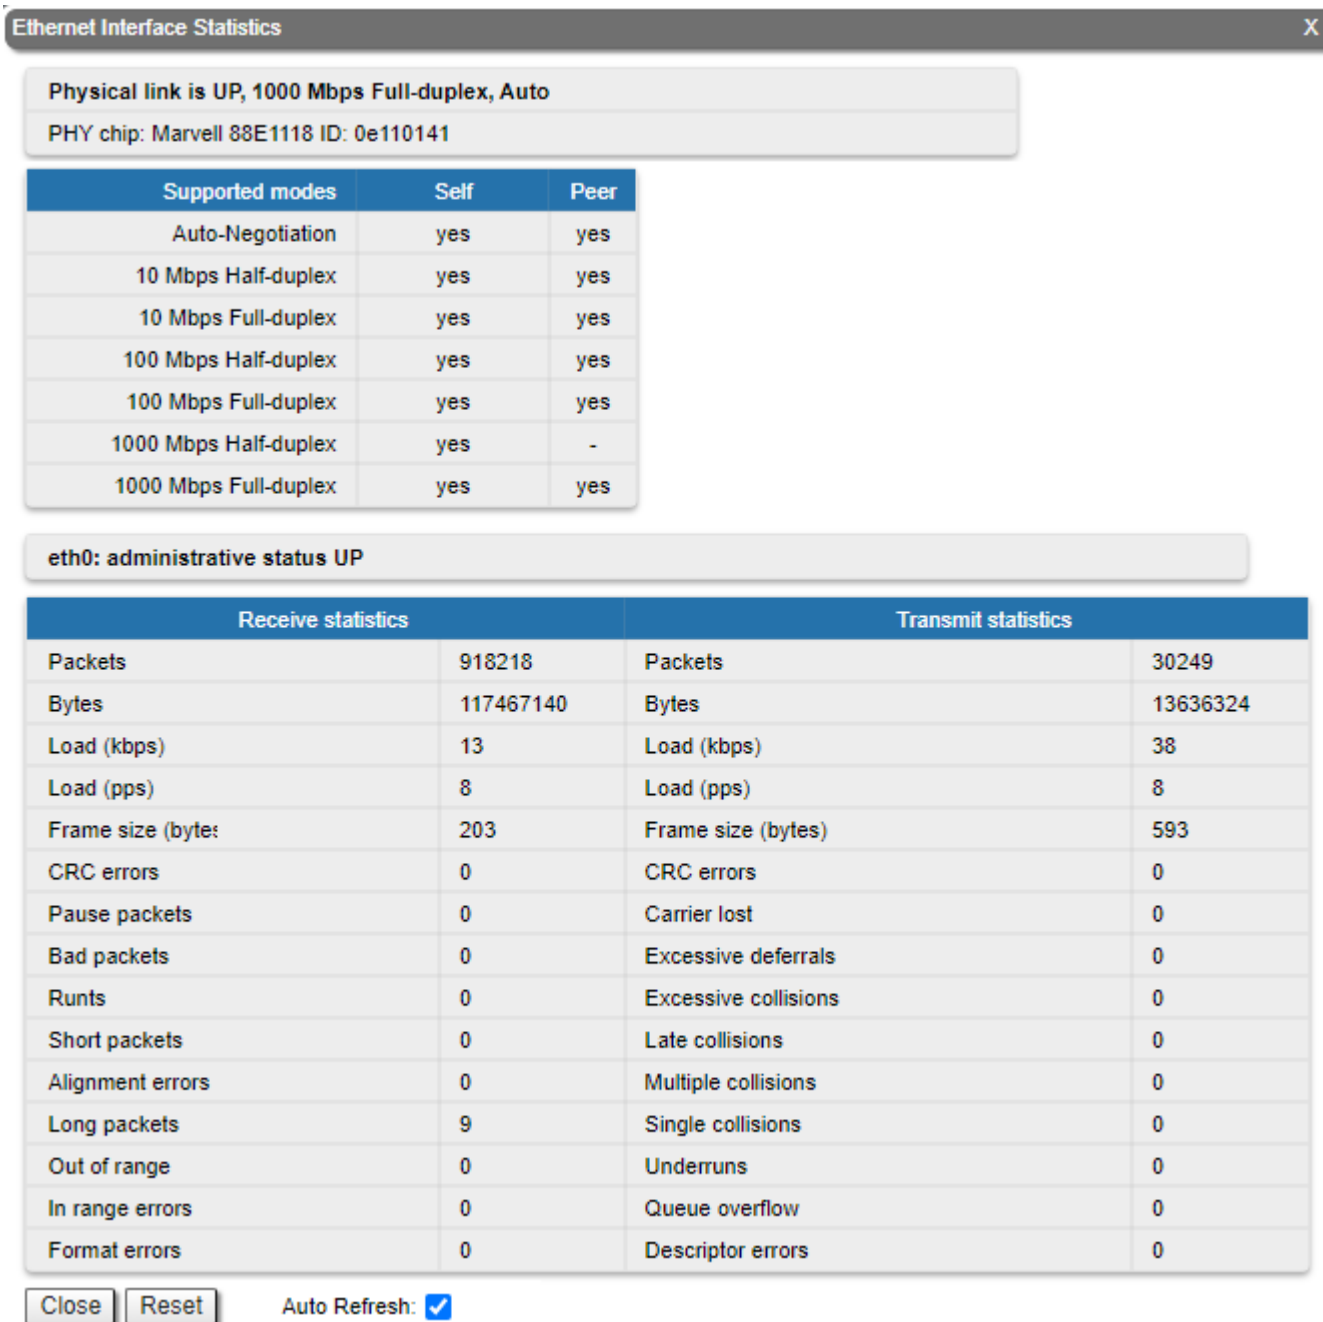 Ethernet Interface Statistics X
Physical link is UP, 1000 Mbps Full-duplex, Auto
PHY chip: Marvell 88E1118 ID: 0e110141
Supported modes Self Peer
Auto-Negotiation yes yes
10 Mbps Half-duplex yes yes
10 Mbps Full-duplex yes yes
100 Mbps Half-duplex yes yes
100 Mbps Full-duplex yes yes
1000 Mbps Half-duplex yes -
1000 Mbps Full-duplex yes yes
eth0: administrative status UP
Receive statistics Transmit statistics
Packets 918218 Packets 30249
Bytes 117467140 Bytes 13636324
Load (kbps) 13 Load (kbps) 38
Load (pps) 8 Load (pps) 8
Frame size (bytes 203 Frame size (bytes) 593
CRC errors 0 CRC errors 0
Pause packets 0 Carrier lost 0
Bad packets 0 Excessive deferrals 0
Runts 0 Excessive collisions 0
Short packets 0 Late collisions 0
Alignment errors 0 Multiple collisions 0
Long packets 9 Single collisions 0
Out of range 0 Underruns 0
In range errors 0 Queue overflow 0
Format errors 0 Descriptor errors 0
Close Reset Auto Refresh: